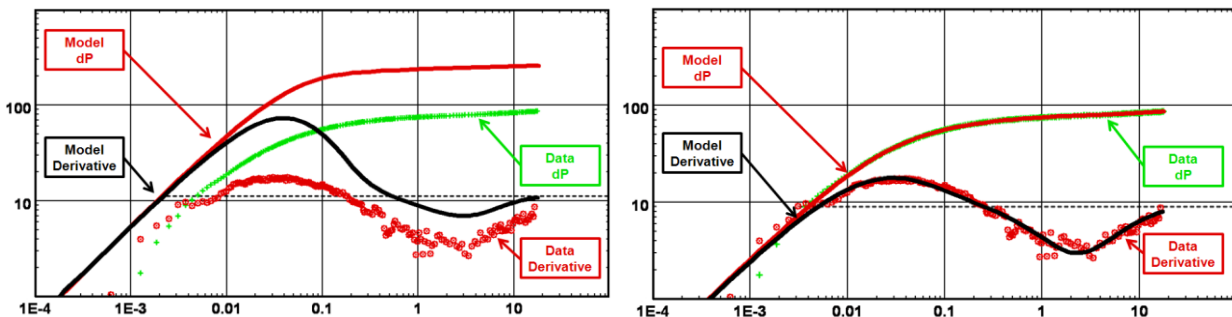 Model
dP
100
Model
Derivative
Data
dP
10
Data
Derivative
1E-4
1E-3
0.01
0.1
1
10
Model
dP
100
Model
Derivative
Data
dP
10
Data
Derivative
1
1E-4
1E-3
0.01
0.1
1
10